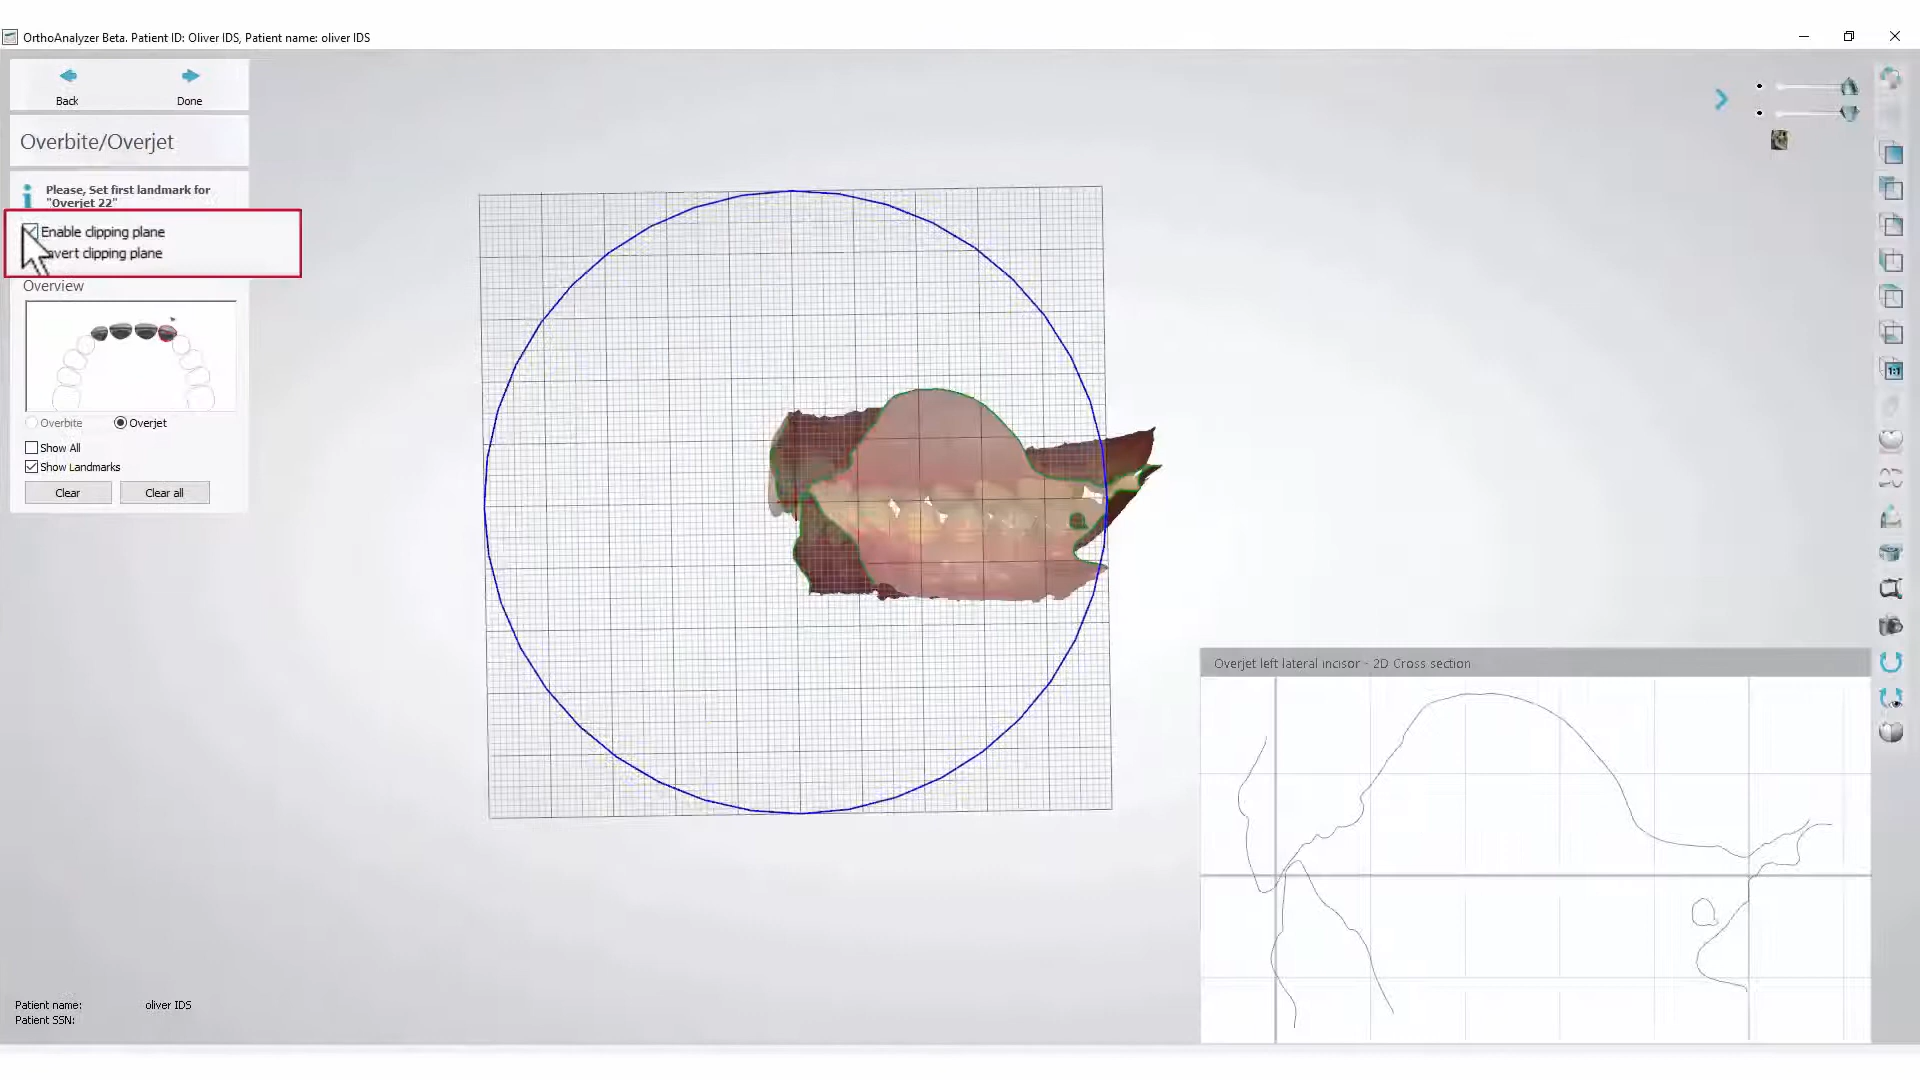 OrthoAnalyzer Beta. Patient ID: Oliver IDS, Patient name: oliver IDS
Back
Done
Overbite/Overjet
Please, Set first landmark for
"Overjet 22"
Enable clipping plane
clipping plane
Overview
Overbite
Overjet
Show All
Show Landmarks
Clear
Clear all
1:1
Overjet left lateral incisor - 2D Cross section
Patient name: oliver IDS
Patient SSN: